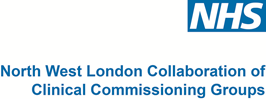 NHS
North West London Collaboration of
Clinical Commissioning Groups